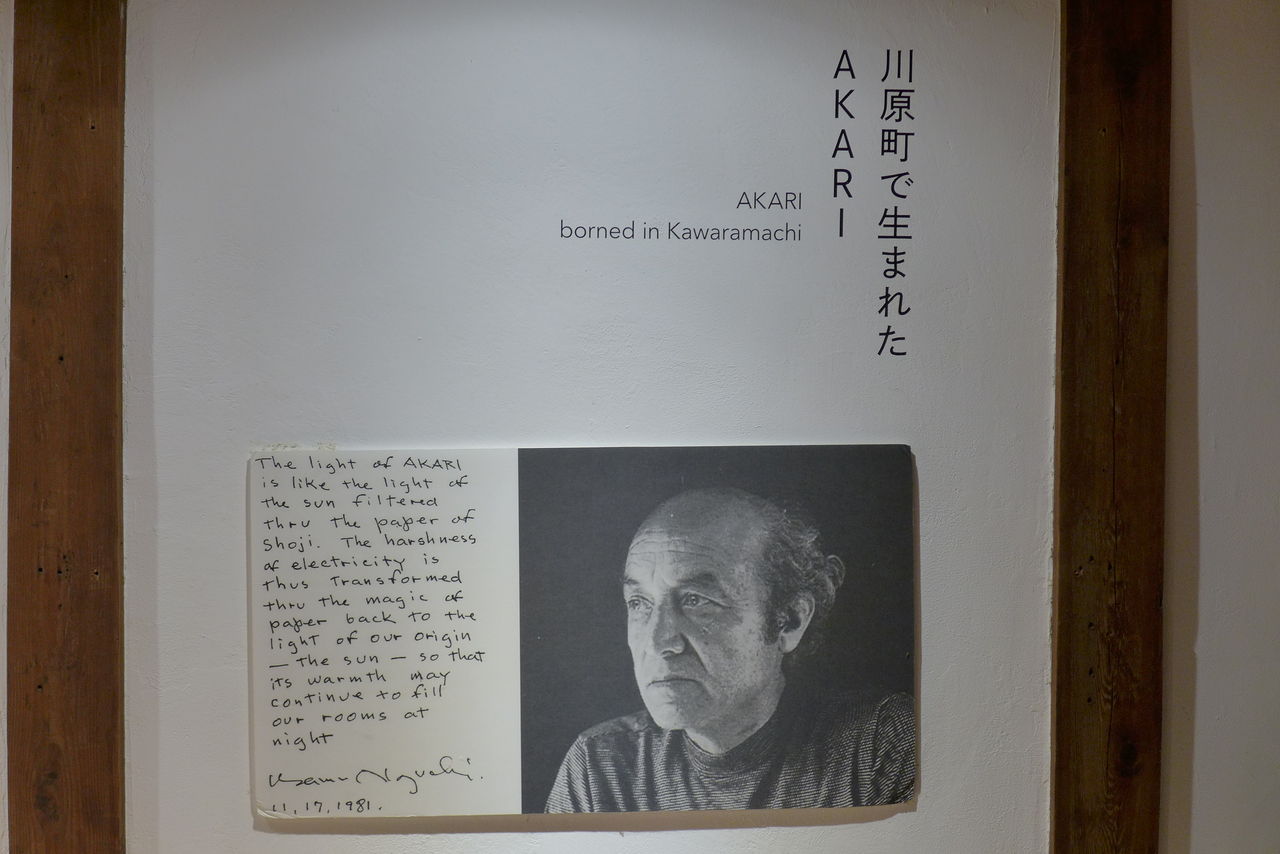 川原町で生まれた
AKARI
AKARI
borned in Kawaramachi
The light of AKARI
is like the light of
the sun filtered
thru the paper of
Shoji. The harshness
of electricity is
thus transformed
thru the magic of
paper back to the
light of our origin
— the sun — so that
its warmth may
continue to fill
our rooms at
night
Isamu Noguchi.
11.17.1981.